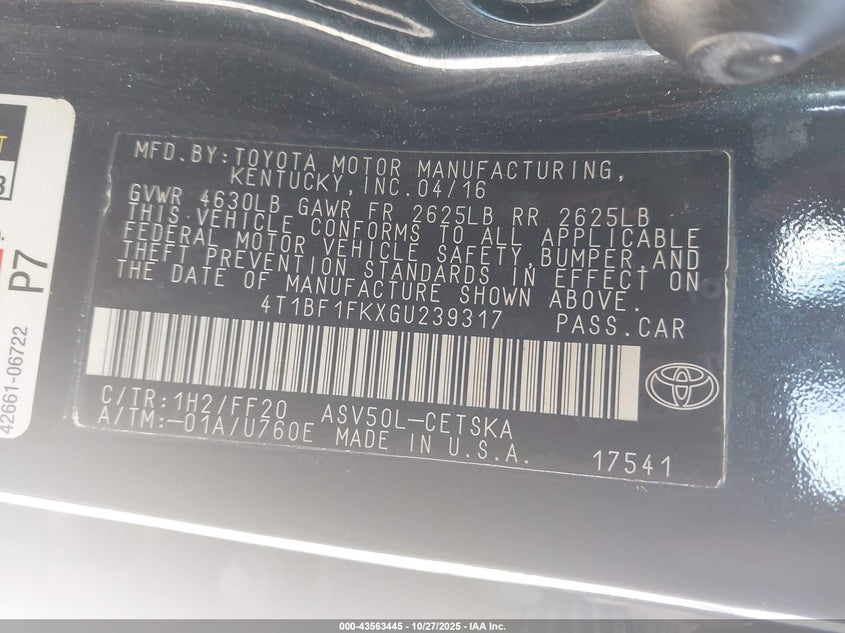 MFD.BY:TOYOTA MOTOR MANUFACTURING,
KENTUCKY,INC.04/16
GVWR 4630LB GAWR FR 2625LB RR 2625LB
THIS VEHICLE CONFORMS TO ALL APPLICABLE
FEDERAL MOTOR VEHICLE SAFETY,BUMPER,AND
THEFT PREVENTION STANDARDS IN EFFECT ON
THE DATE OF MANUFACTURE SHOWN ABOVE.
4T1BF1FKXGU239317 PASS.CAR
C/TR:1H2/FF20 ASV50L-CETSKA
A/TM:-01A/U760E MADE IN U.S.A.
17541
P7
42661-06722
000-43563445 - 10/27/2025 - IAA Inc.